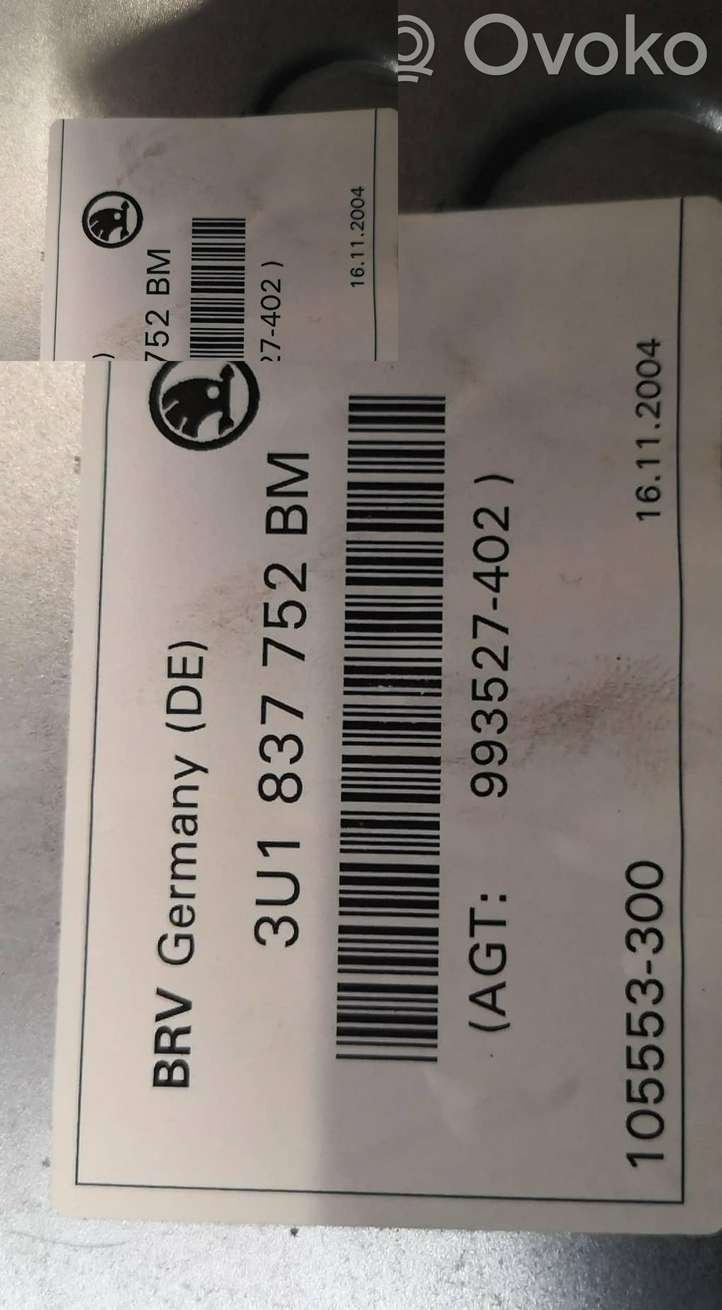 Ovoko
752 BM
27-402 )
16.11.2004
BRV Germany (DE)
3U1 837 752 BM
(AGT: 993527-402 )
105553-300
16.11.2004